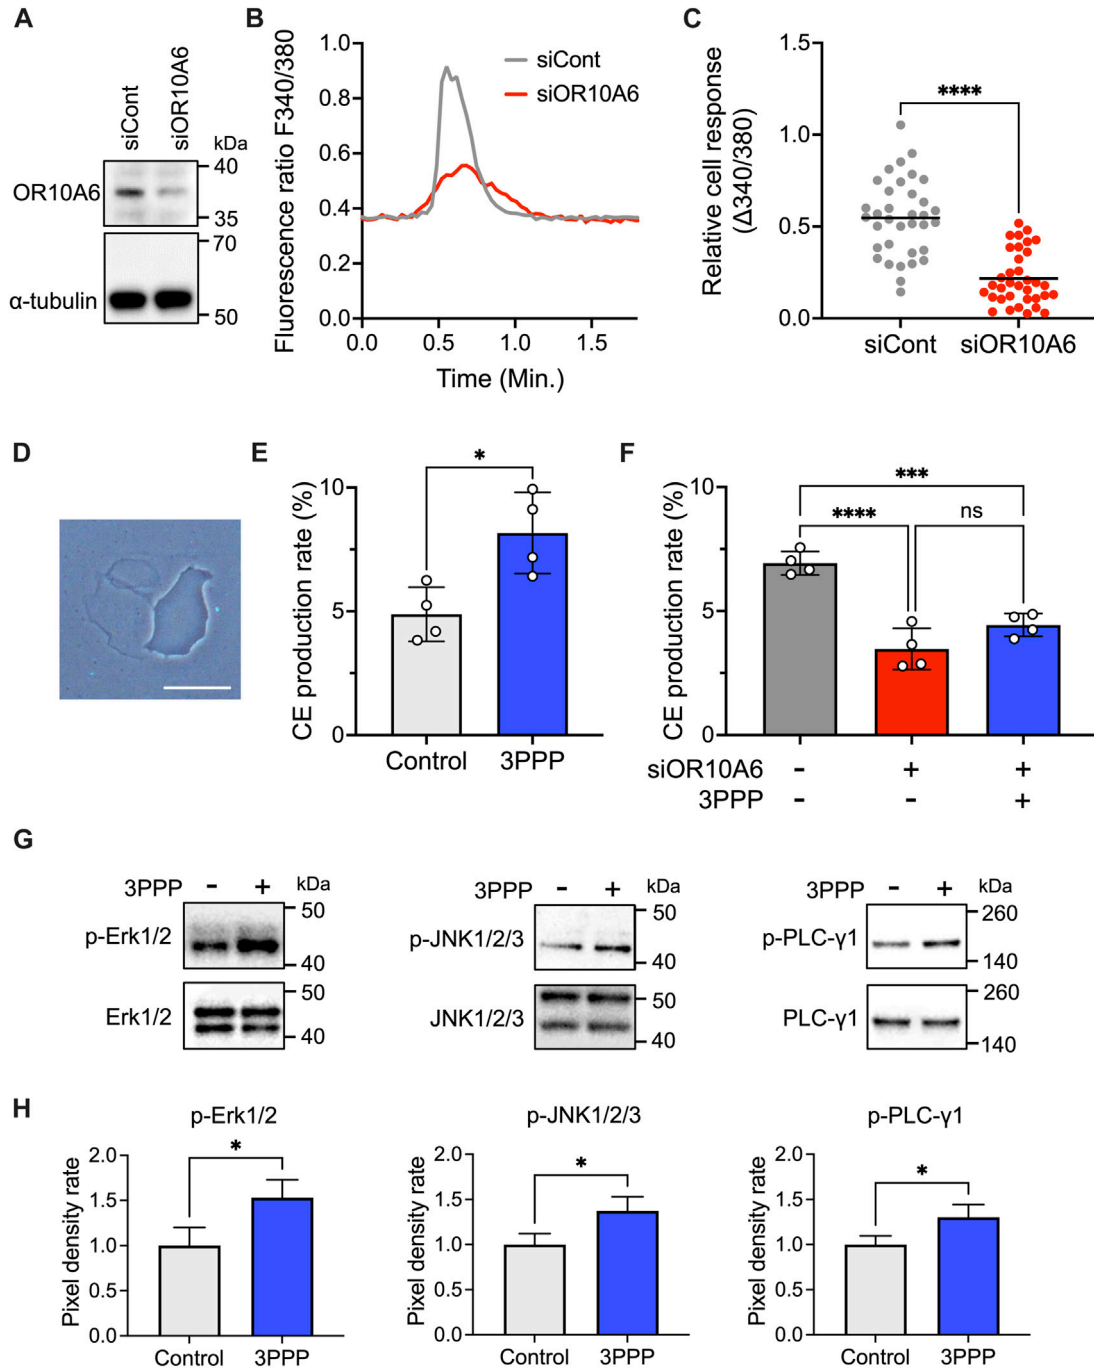 A
siCont
siOR10A6
kDa
OR10A6
40
35
70
α-tubulin
50
B
Fluorescence ratio F340/380
1.0
0.8
0.6
0.4
0.2
0
0.0
0.5
1.0
1.5
Time (Min.)
siCont
siOR10A6
C
Relative cell response
(Δ340/380)
1.5
1.0
0.5
0.0
****
siCont
siOR10A6
D
E
CE production rate (%)
10
5
0
*
Control
3PPP
F
CE production rate (%)
10
5
0
***
****
ns
siOR10A6 - + +
3PPP - - +
G
3PPP - + kDa
p-Erk1/2
50
40
Erk1/2
50
40
3PPP - + kDa
p-JNK1/2/3
50
40
JNK1/2/3
50
40
3PPP - + kDa
p-PLC-γ1
260
140
PLC-γ1
260
140
H
p-Erk1/2
Pixel density rate
2.0
1.5
1.0
0.5
0.0
*
Control
3PPP
p-JNK1/2/3
Pixel density rate
2.0
1.5
1.0
0.5
0.0
*
Control
3PPP
p-PLC-γ1
Pixel density rate
2.0
1.5
1.0
0.5
0.0
*
Control
3PPP